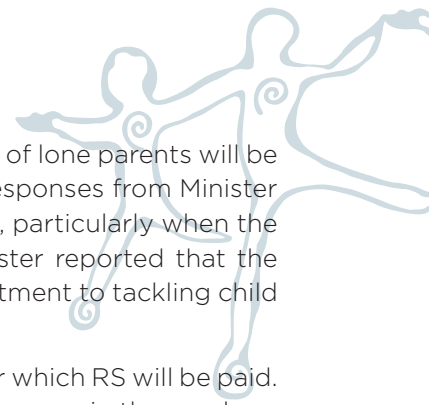 of lone parents will be
esponses from Minister
, particularly when the
ster reported that the
tment to tackling child
r which RS will be paid.